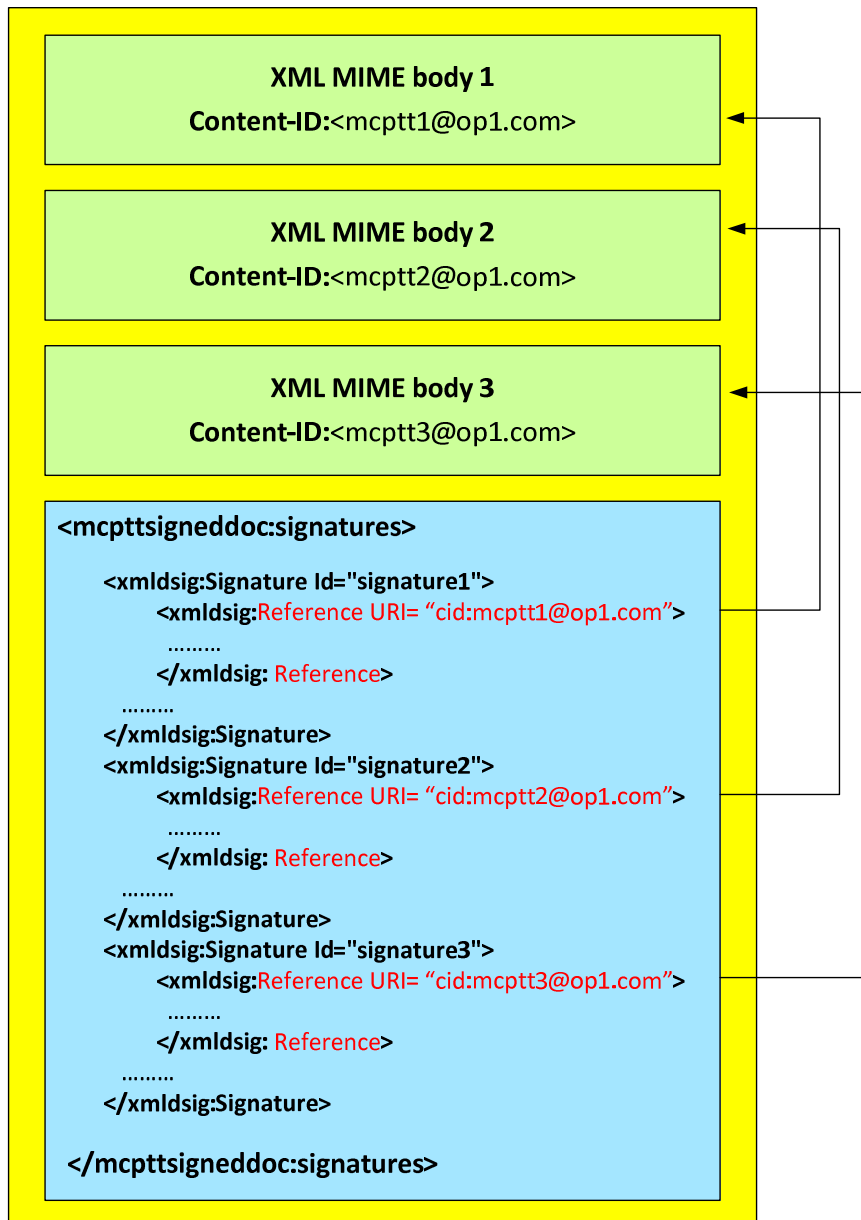 XML MIME body 1
Content-ID:<mcptt1@op1.com>
XML MIME body 2
Content-ID:<mcptt2@op1.com>
XML MIME body 3
Content-ID:<mcptt3@op1.com>
<mcpttsigneddoc:signatures>
<xmldsig:Signature Id="signature1">
<xmldsig:Reference URI= “cid:mcptt1@op1.com”>
.........
</xmldsig: Reference>
.........
</xmldsig:Signature>
<xmldsig:Signature Id="signature2">
<xmldsig:Reference URI= “cid:mcptt2@op1.com”>
.........
</xmldsig: Reference>
.........
</xmldsig:Signature>
<xmldsig:Signature Id="signature3">
<xmldsig:Reference URI= “cid:mcptt3@op1.com”>
.........
</xmldsig: Reference>
.........
</xmldsig:Signature>
</mcpttsigneddoc:signatures>